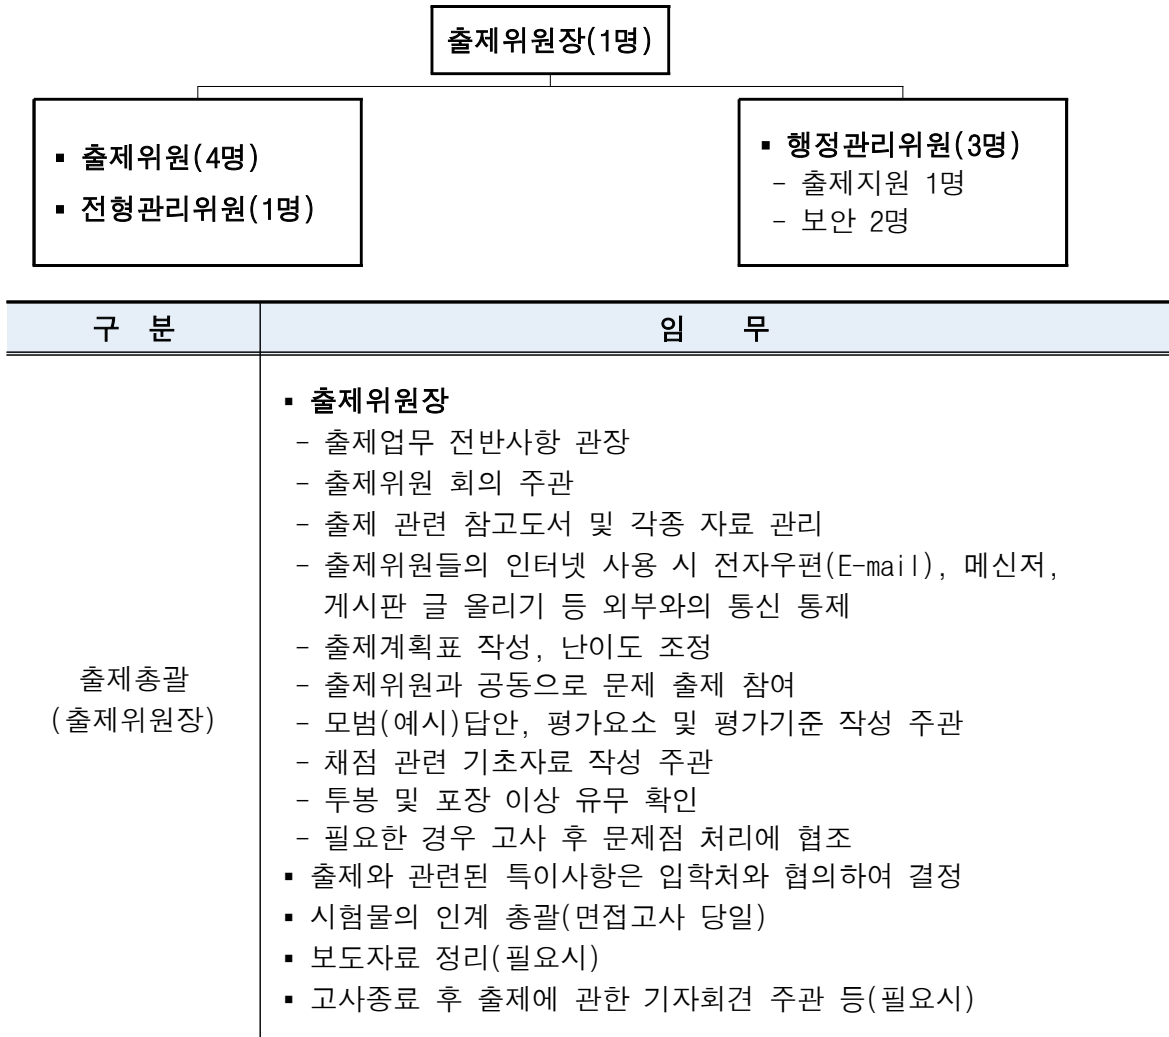 출제위원장(1명)
▪ 출제위원(4명)
▪ 전형관리위원(1명)
▪ 행정관리위원(3명)
- 출제지원 1명
- 보안 2명
구 분
임 무
출제총괄
(출제위원장)
▪ 출제위원장
- 출제업무 전반사항 관장
- 출제위원 회의 주관
- 출제 관련 참고도서 및 각종 자료 관리
- 출제위원들의 인터넷 사용 시 전자우편(E-mail), 메신저,
게시판 글 올리기 등 외부와의 통신 통제
- 출제계획표 작성, 난이도 조정
- 출제위원과 공동으로 문제 출제 참여
- 모범(예시)답안, 평가요소 및 평가기준 작성 주관
- 채점 관련 기초자료 작성 주관
- 투봉 및 포장 이상 유무 확인
- 필요한 경우 고사 후 문제점 처리에 협조
▪ 출제와 관련된 특이사항은 입학처와 협의하여 결정
▪ 시험물의 인계 총괄(면접고사 당일)
▪ 보도자료 정리(필요시)
▪ 고사종료 후 출제에 관한 기자회견 주관 등(필요시)